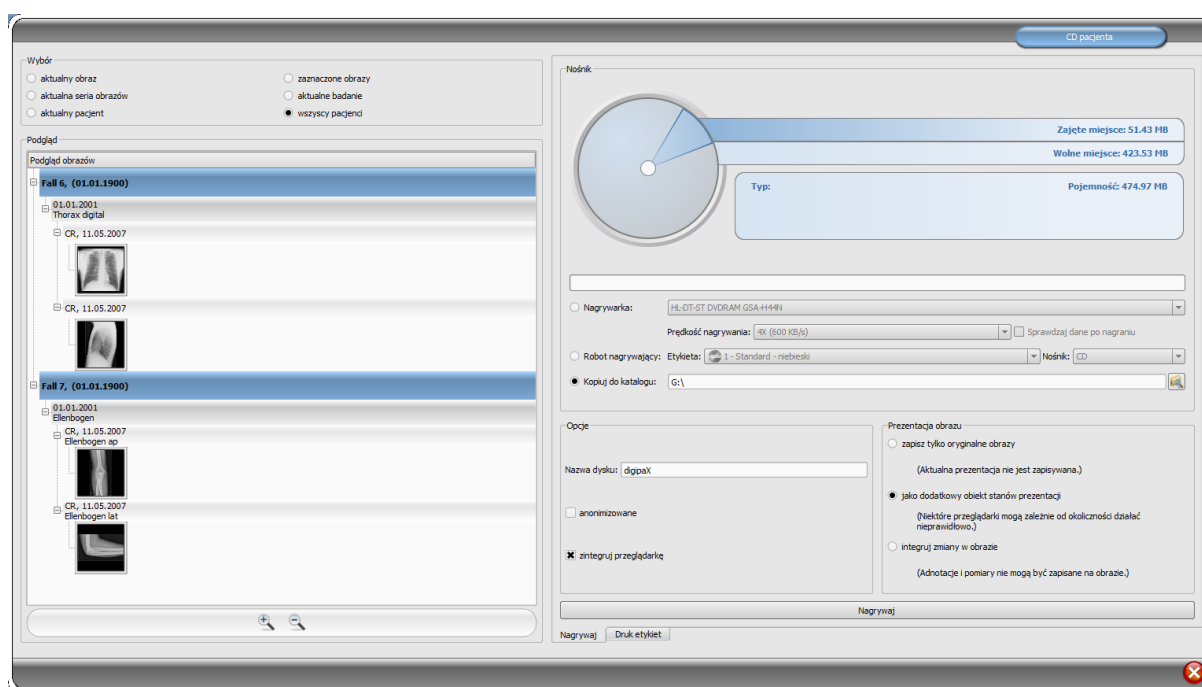 CD pacjenta
Wybór
aktualny obraz
zaznaczone obrazy
aktualna seria obrazów
aktualne badanie
aktualny pacjent
wszyscy pacjenci
Podgląd
Podgląd obrazów
Fall 6, (01.01.1900)
01.01.2001
Thorax digital
CR, 11.05.2007
CR, 11.05.2007
Fall 7, (01.01.1900)
01.01.2001
Ellenbogen
CR, 11.05.2007
Ellenbogen ap
CR, 11.05.2007
Ellenbogen lat
Nośnik
Zajęte miejsce: 51.43 MB
Wolne miejsce: 423.53 MB
Typ: Pojemność: 474.97 MB
Nagrywarka: HL-DT-ST DVDRAM GSA-H44N
Prędkość nagrywania: 4X (600 KB/s) Sprawdzaj dane po nagraniu
Robot nagrywający: Etykieta: 1 - Standard - niebieski Nośnik: CD
Kopiuj do katalogu: G:\
Opcje
Nazwa dysku: digipaX
anonimizowane
zintegruj przeglądarkę
Prezentacja obrazu
zapisz tylko oryginalne obrazy
(Aktualna prezentacja nie jest zapisywana.)
jako dodatkowy obiekt stanów prezentacji
(Niektóre przeglądarki mogą zależnie od okoliczności działać
nieprawidłowo.)
integruj zmiany w obrazie
(Adnotacje i pomiary nie mogą być zapisane na obrazie.)
Nagrywaj
Nagrywaj Druk etykiet